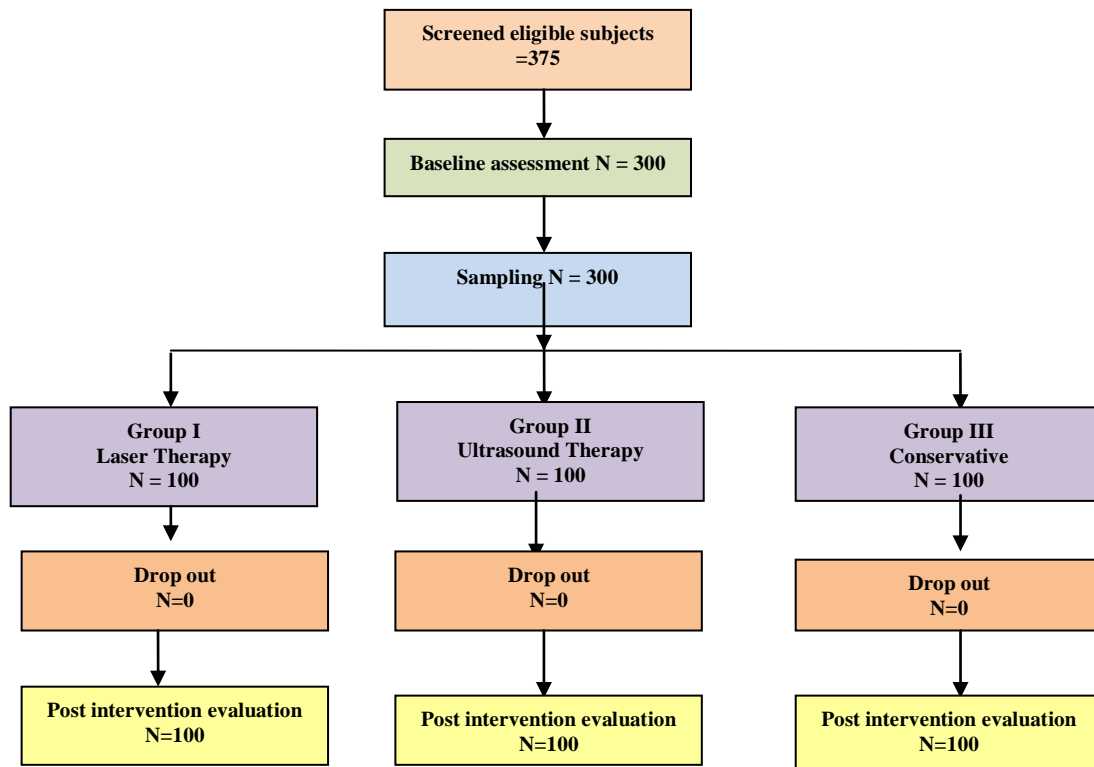 Screened eligible subjects
=375
Baseline assessment N = 300
Sampling N = 300
Group I
Laser Therapy
N = 100
Group II
Ultrasound Therapy
N = 100
Group III
Conservative
N = 100
Drop out
N=0
Drop out
N=0
Drop out
N=0
Post intervention evaluation
N=100
Post intervention evaluation
N=100
Post intervention evaluation
N=100